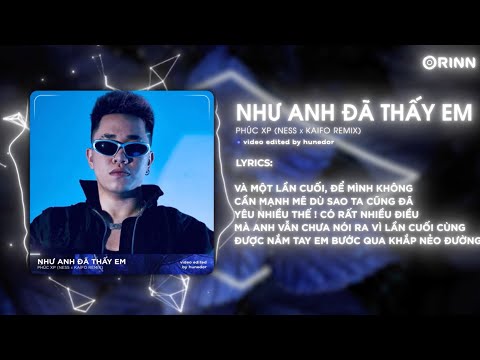 ORINN
NHƯ ANH ĐÃ THẤY EM
PHÚC XP (NESS x KAIFO REMIX)
• video edited by hunedor
LYRICS:
VÀ MỘT LẦN CUỐI, ĐỂ MÌNH KHÔNG
CẦN MẠNH MẼ DÙ SAO TA CŨNG ĐÃ
YÊU NHIỀU THẾ ! CÓ RẤT NHIỀU ĐIỀU
MÀ ANH VẪN CHƯA NÓI RA VÌ LẦN CUỐI CÙNG
ĐƯỢC NẮM TAY EM BƯỚC QUA KHẮP NẺO ĐƯỜNG
NHƯ ANH ĐÃ THẤY EM
PHÚC XP (NESS x KAIFO REMIX)
video edited
by hunedor